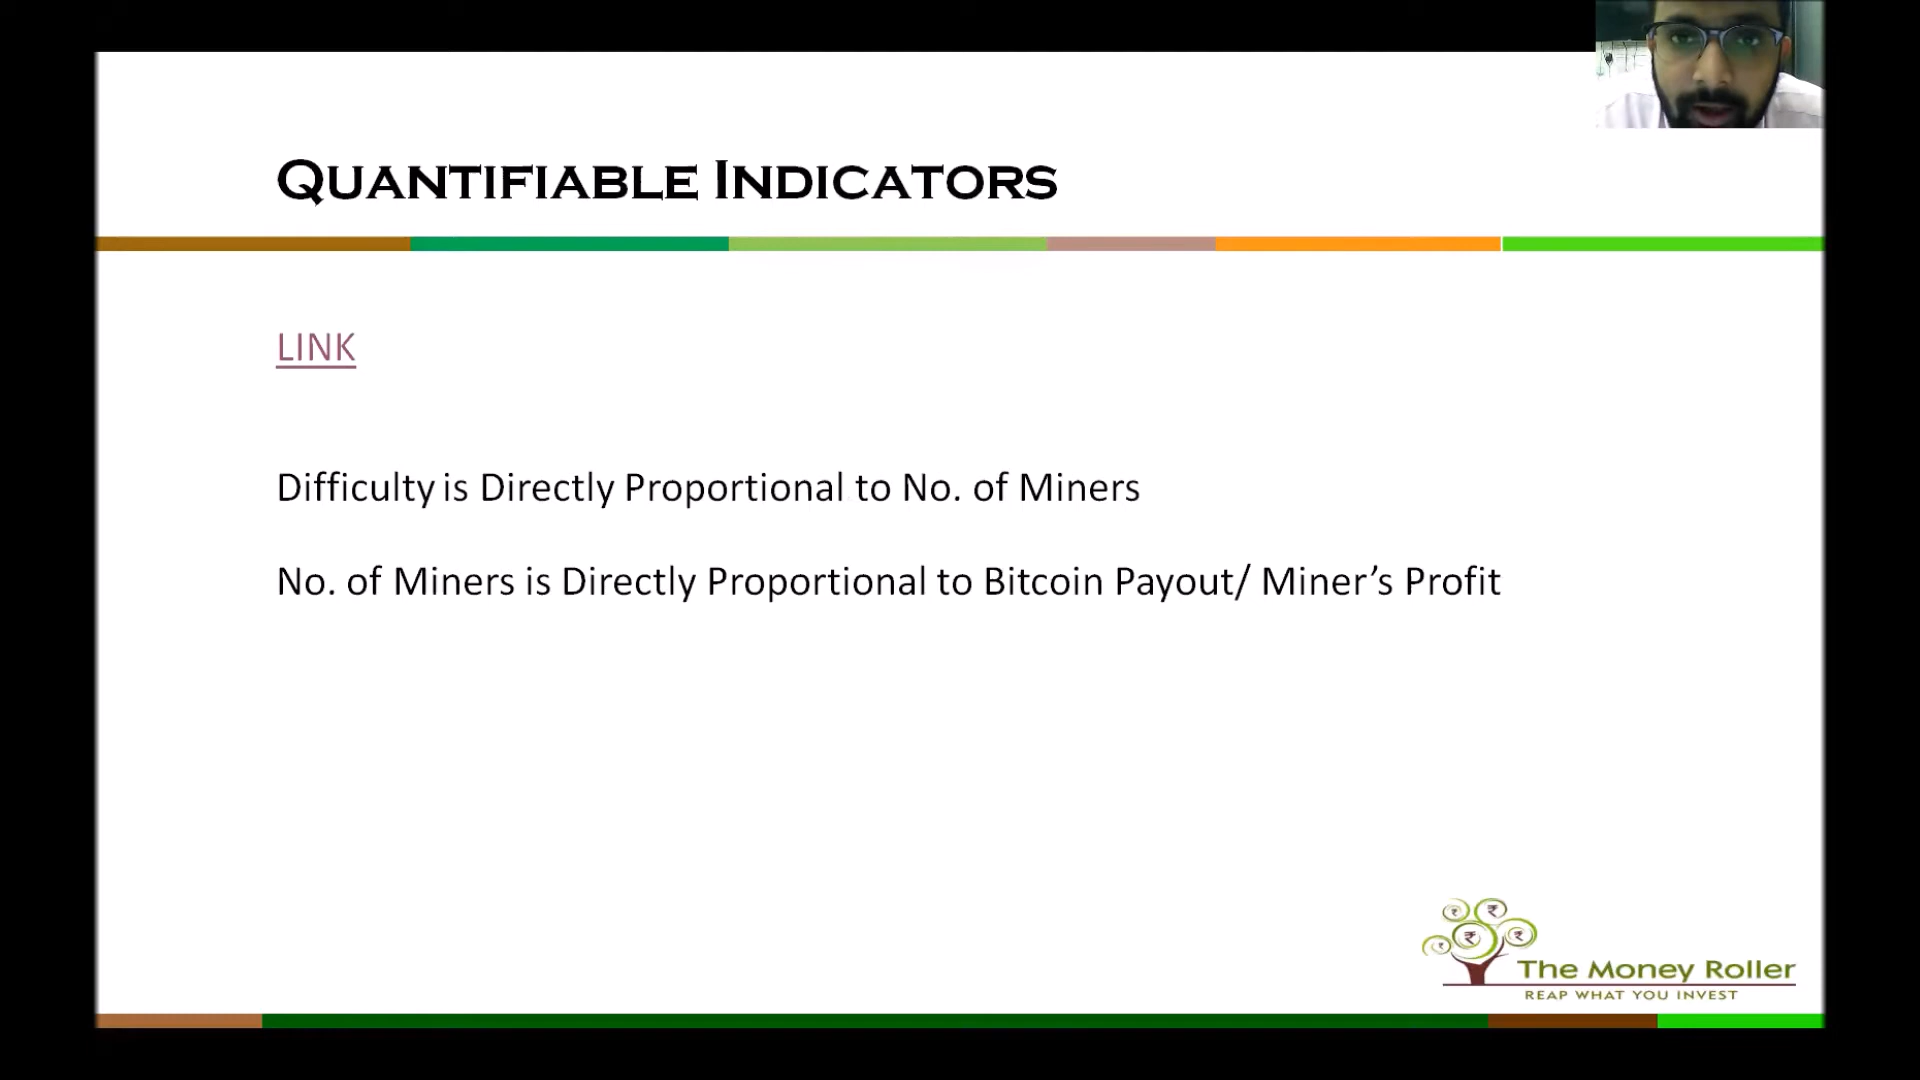 QUANTIFIABLE INDICATORS
LINK
Difficulty is Directly Proportional to No. of Miners
No. of Miners is Directly Proportional to Bitcoin Payout/ Miner’s Profit
₹ ₹
₹ ₹ ₹
The Money Roller
REAP WHAT YOU INVEST